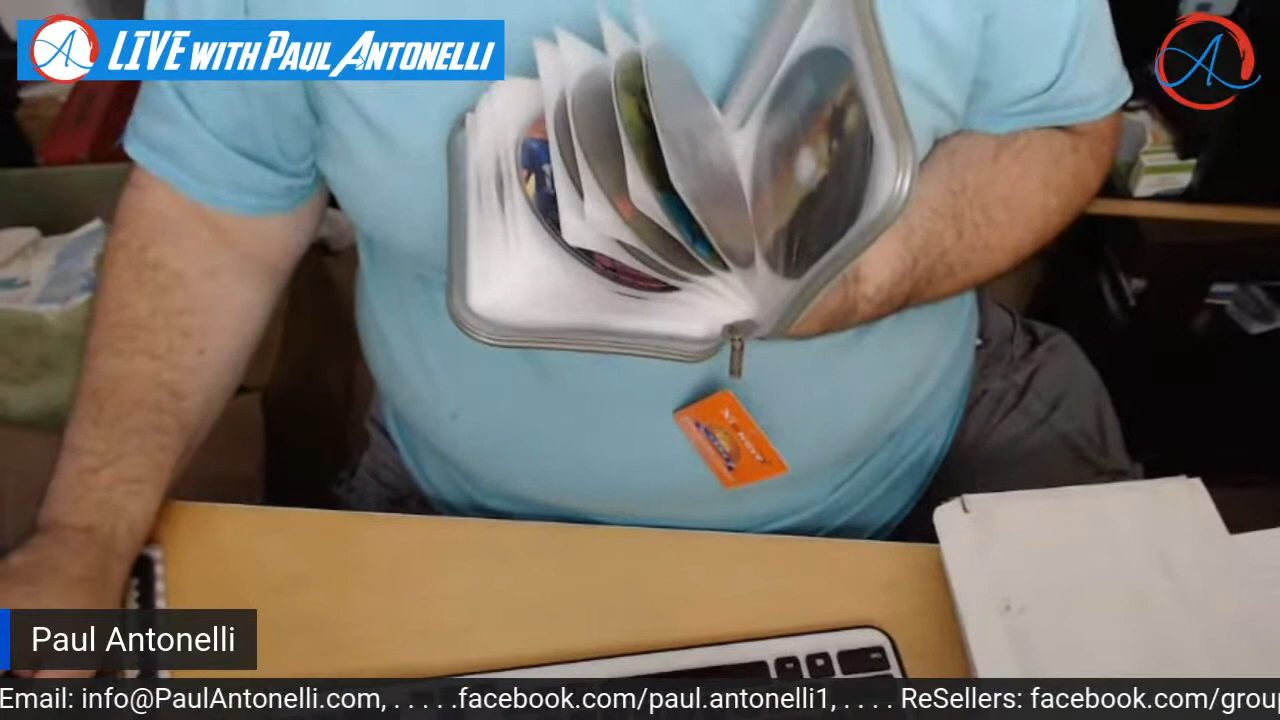 LIVE WITH PAUL ANTONELLI
Paul Antonelli
Email: info@PaulAntonelli.com, . . . . .facebook.com/paul.antonelli1, . . . . ReSellers: facebook.com/grou